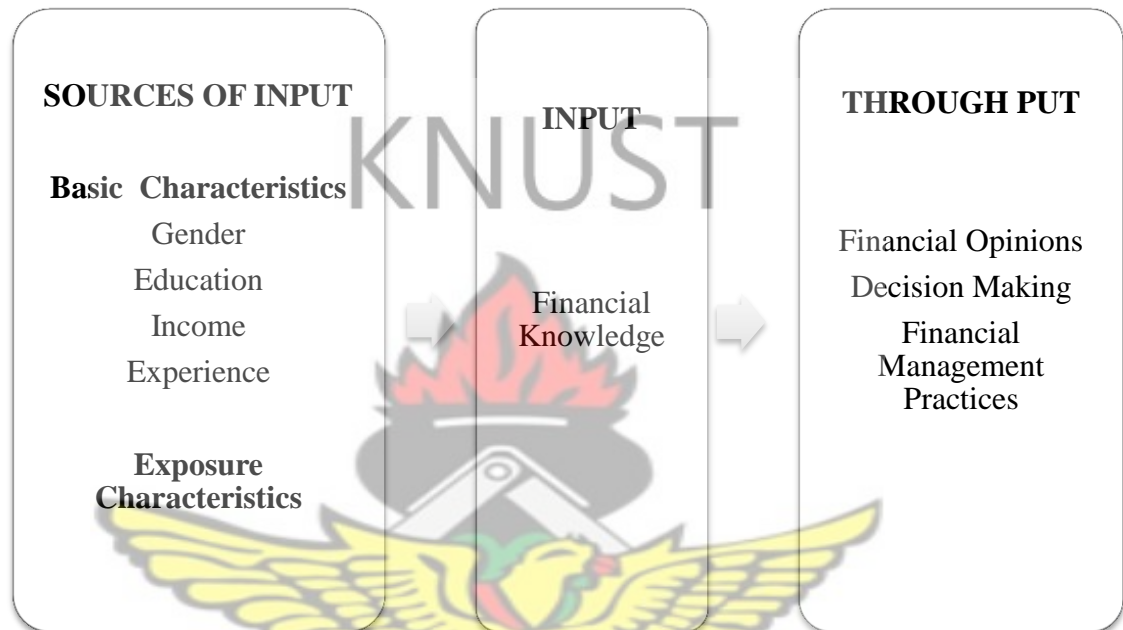 SOURCES OF INPUT
Basic Characteristics
Gender
Education
Income
Experience
Exposure
Characteristics
INPUT
Financial
Knowledge
THROUGH PUT
Financial Opinions
Decision Making
Financial
Management
Practices
KNUST